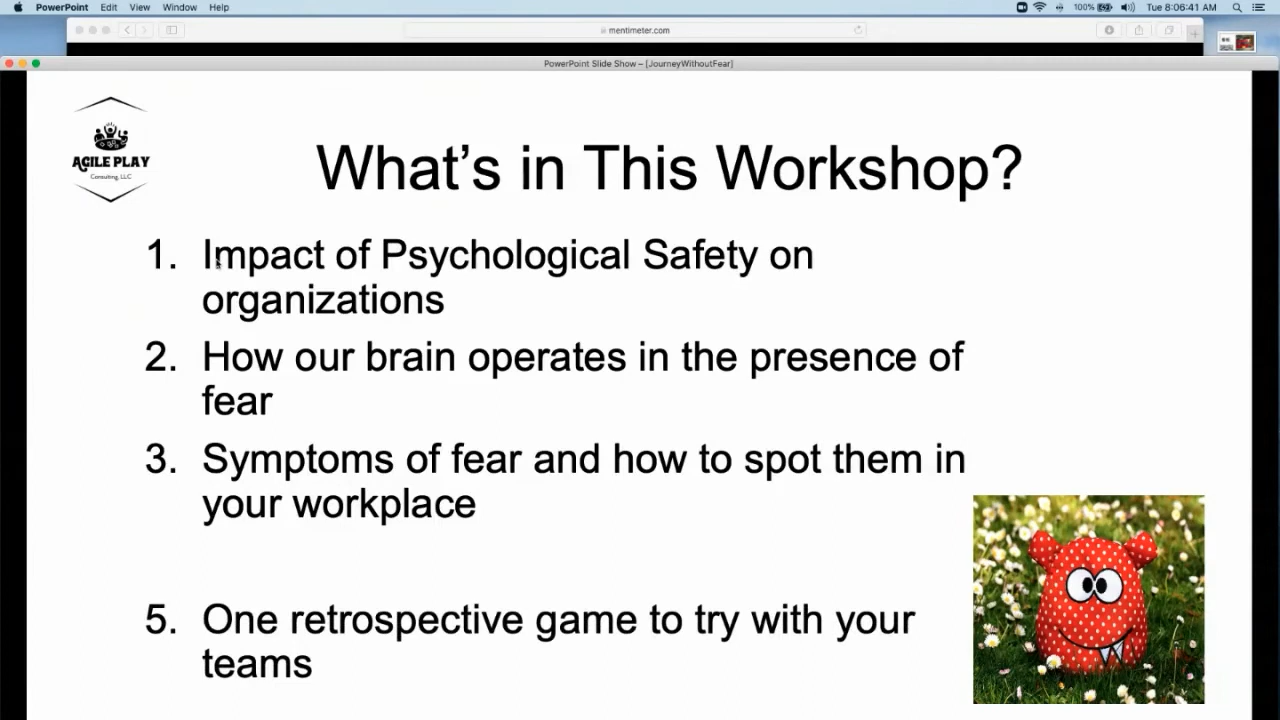 PowerPoint Edit View Window Help 100% Tue 8:06:41 AM
mentimeter.com
PowerPoint Slide Show – [JourneyWithoutFear]
AGILE PLAY
Consulting, LLC
What's in This Workshop?
1. Impact of Psychological Safety on
organizations
2. How our brain operates in the presence of
fear
3. Symptoms of fear and how to spot them in
your workplace
5. One retrospective game to try with your
teams